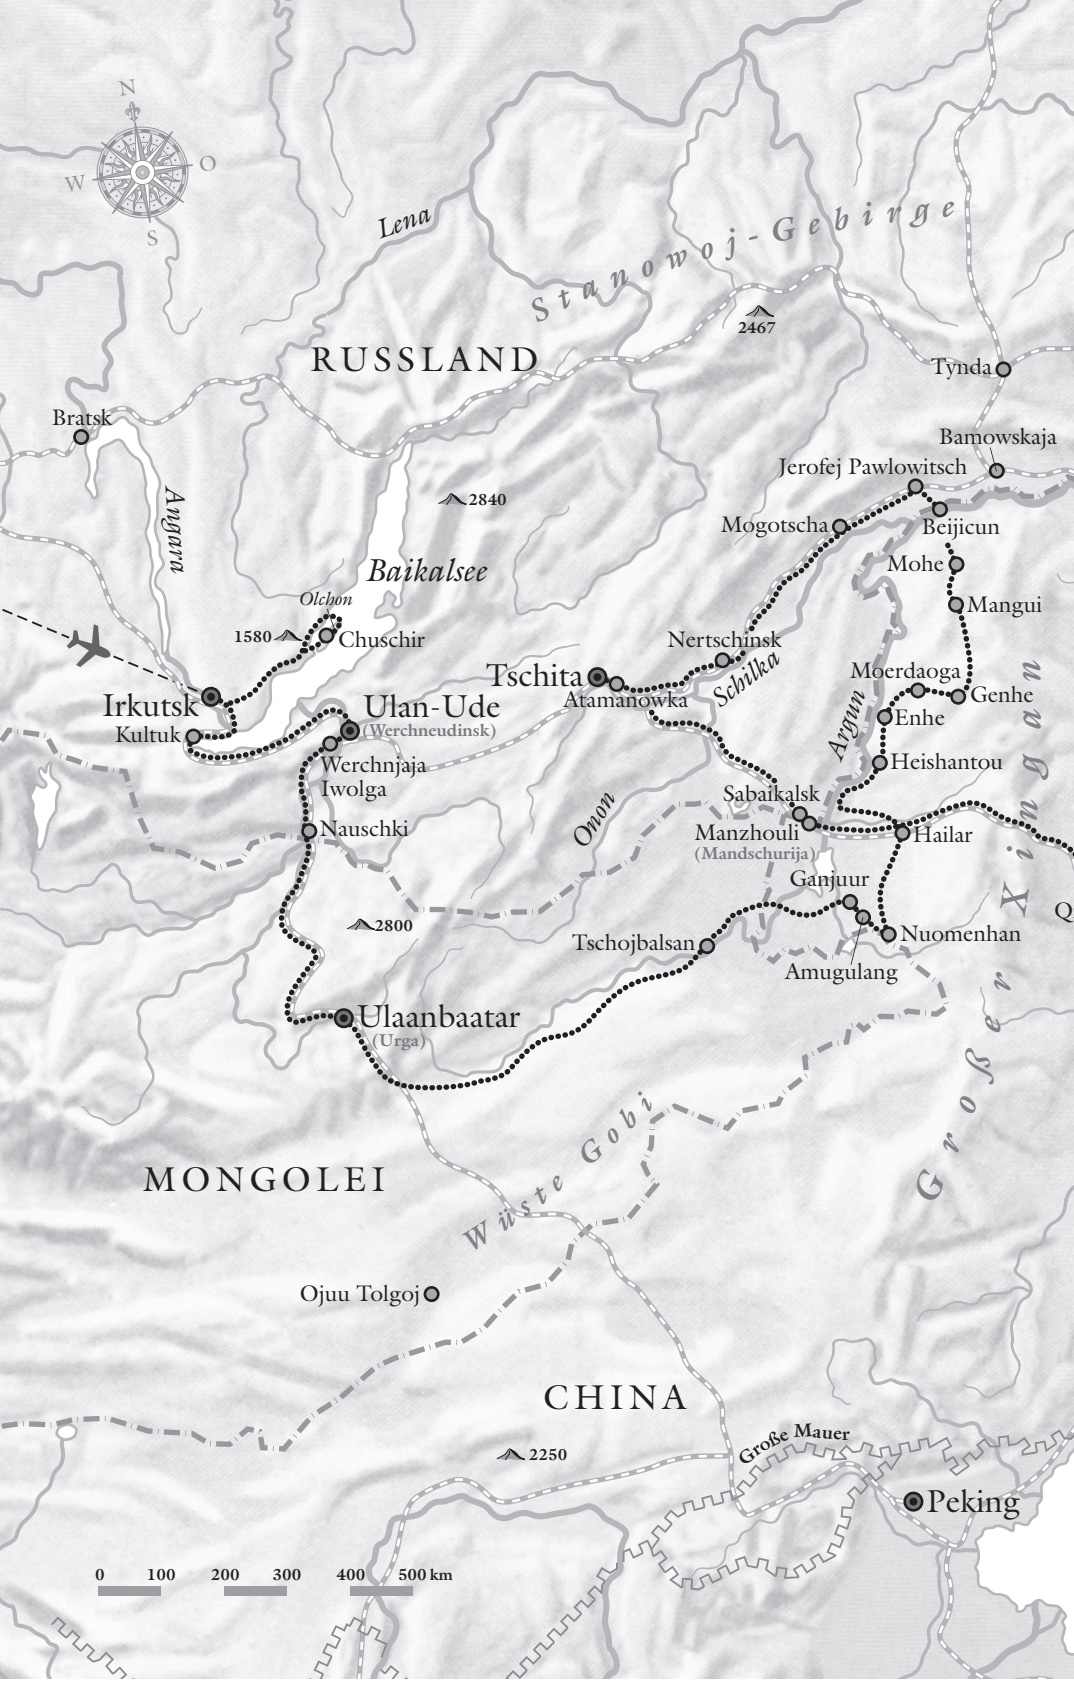 N
W
O
S
Lena
Stanowoj-Gebirge
2467
RUSSLAND
Tynda
Bratsk
Bamowskaja
Jerofej Pawlowitsch
2840
Angara
Mogotscha
Beijicun
Mohe
Baikalsee
Olchon
Mangui
1580
Chuschir
Nertschinsk
Schilka
Moerdaoga
Tschita
Atamanowka
Genhe
Irkutsk
Ulan-Ude
(Werchneudinsk)
Kultuk
Enhe
Argun
Werchnjaja
Iwolga
Heishantou
Sabaikalsk
Onon
Nauschki
Manzhouli
(Mandschurija)
Hailar
Ganjuur
Großer Xingan
Q
2800
Tschojbalsan
Nuomenhan
Amugulang
Ulaanbaatar
(Urga)
Wüste Gobi
MONGOLEI
Ojuu Tolgoj
CHINA
Große Mauer
2250
Peking
0 100 200 300 400 500 km